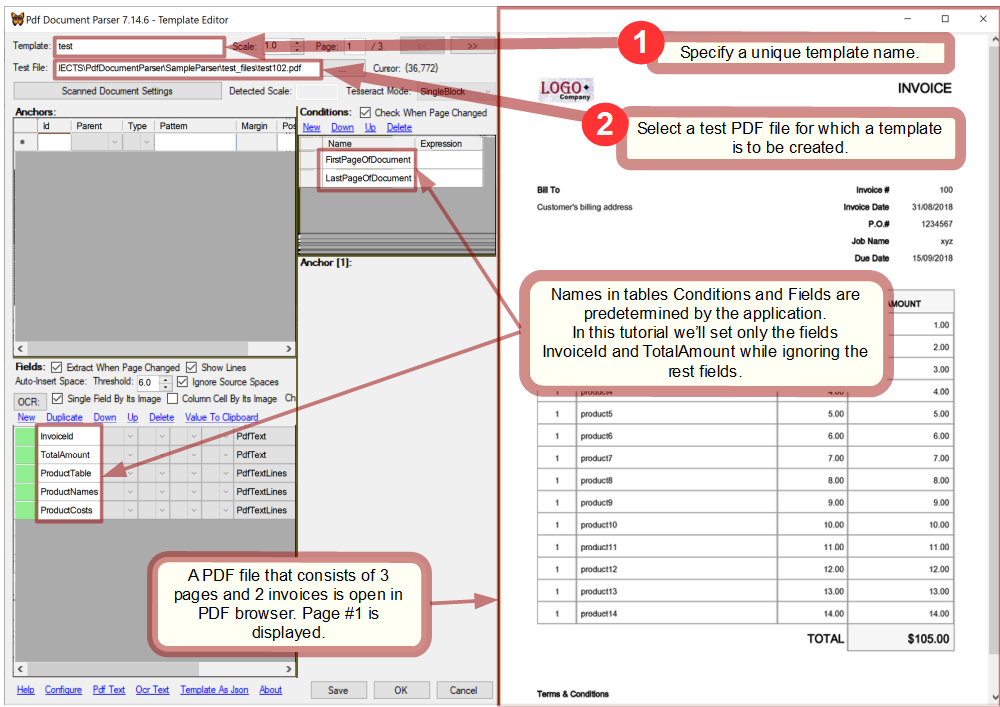 Pdf Document Parser 7.14.6 - Template Editor
Template: test Scale: 1.0 Page: 1 / 3 >>
1 Specify a unique template name.
Test File: IECTS\PdfDocumentParser\SampleParser\test_files\test102.pdf ... Cursor: {36,772}
Scanned Document Settings Detected Scale: Tesseract Mode: SingleBlock
2 Select a test PDF file for which a template
is to be created.
Anchors:
Id Parent Type Pattern Margin Pos
Conditions: Check When Page Changed
New Down Up Delete
Name Expression
FirstPageOfDocument
LastPageOfDocument
Anchor [1]:
Names in tables Conditions and Fields are
predetermined by the application.
In this tutorial we'll set only the fields
InvoiceId and TotalAmount while ignoring the
rest fields.
Fields: Extract When Page Changed Show Lines
Auto-Insert Space: Threshold: 6.0 Ignore Source Spaces
OCR: Single Field By Its Image Column Cell By Its Image Ch
New Duplicate Down Up Delete Value To Clipboard
InvoiceId PdfText
TotalAmount PdfText
ProductTable PdfTextLines
ProductNames PdfTextLines
ProductCosts PdfTextLines
A PDF file that consists of 3
pages and 2 invoices is open in
PDF browser. Page #1 is
displayed.
Help Configure Pdf Text Ocr Text Template As Json About Save OK Cancel
LOGO
Company
INVOICE
Bill To Invoice # 100
Customer's billing address Invoice Date 31/08/2018
P.O.# 1234567
Job Name xyz
Due Date 15/09/2018
MOUNT
1.00
2.00
3.00
1 product4 4.00 4.00
1 product5 5.00 5.00
1 product6 6.00 6.00
1 product7 7.00 7.00
1 product8 8.00 8.00
1 product9 9.00 9.00
1 product10 10.00 10.00
1 product11 11.00 11.00
1 product12 12.00 12.00
1 product13 13.00 13.00
1 product14 14.00 14.00
TOTAL $105.00
Terms & Conditions